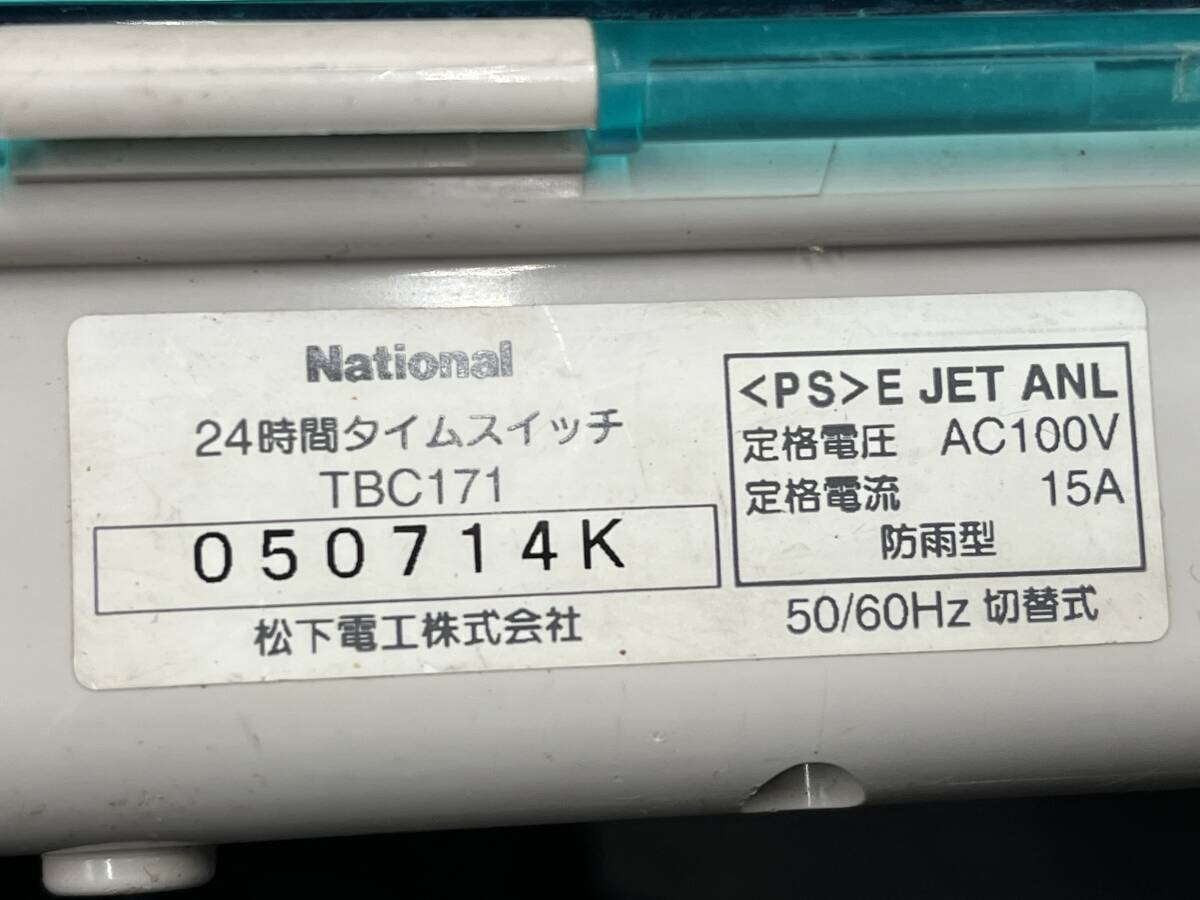 National
24時間タイムスイッチ
TBC171
050714K
松下電工株式会社
<PS>E JET ANL
定格電圧 AC100V
定格電流 15A
防雨型
50/60Hz 切替式